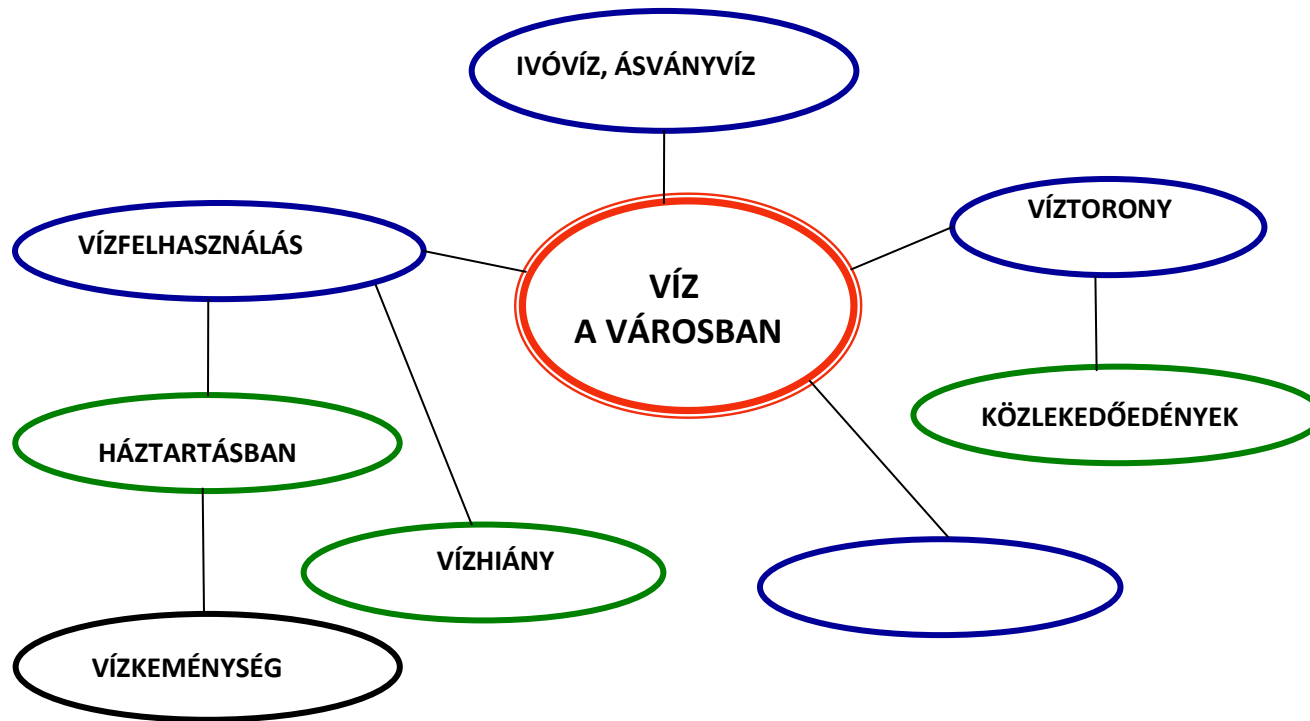 IVÓVÍZ, ÁSVÁNYVÍZ
VÍZTORONY
VÍZFELHASZNÁLÁS
VÍZ
A VÁROSBAN
KÖZLEKEDŐEDÉNYEK
HÁZTARTÁSBAN
VÍZHIÁNY
VÍZKEMÉNYSÉG